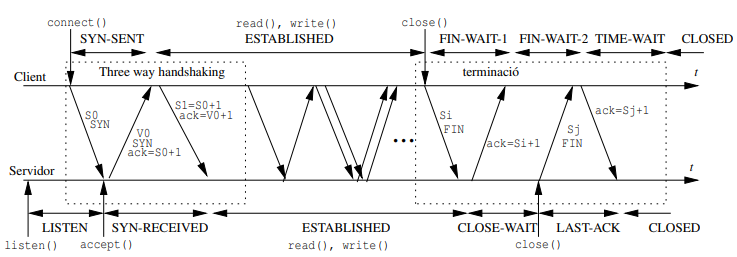 connect()
read(), write()
close()
SYN-SENT
ESTABLISHED
FIN-WAIT-1
FIN-WAIT-2
TIME-WAIT
CLOSED
Three way handshaking
terminació
Client
t
S0
SYN
V0
SYN
ack=S0+1
S1=S0+1
ack=V0+1
...
Si
FIN
ack=Si+1
Sj
FIN
ack=Sj+1
Servidor
t
LISTEN
SYN-RECEIVED
ESTABLISHED
CLOSE-WAIT
LAST-ACK
CLOSED
listen()
accept()
read(), write()
close()